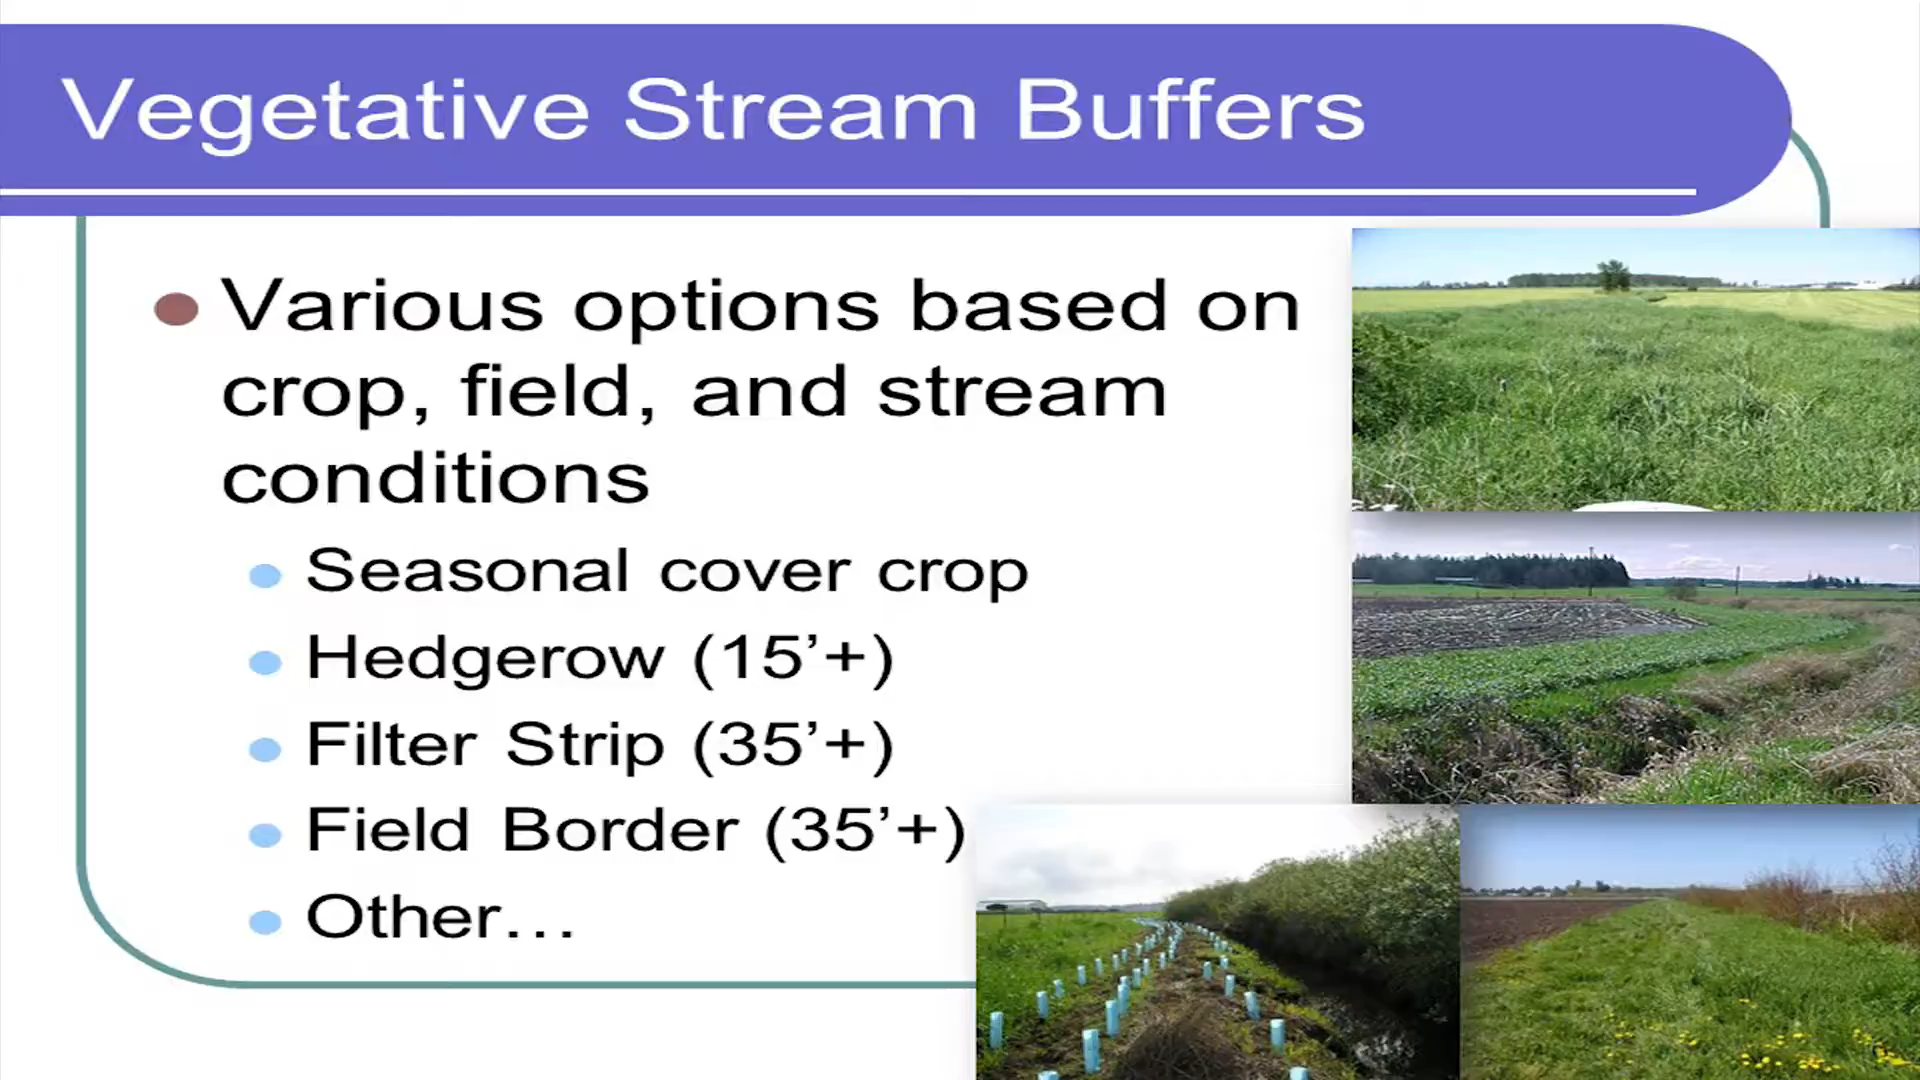 Vegetative Stream Buffers
Various options based on
crop, field, and stream
conditions
Seasonal cover crop
Hedgerow (15’+)
Filter Strip (35’+)
Field Border (35’+)
Other…